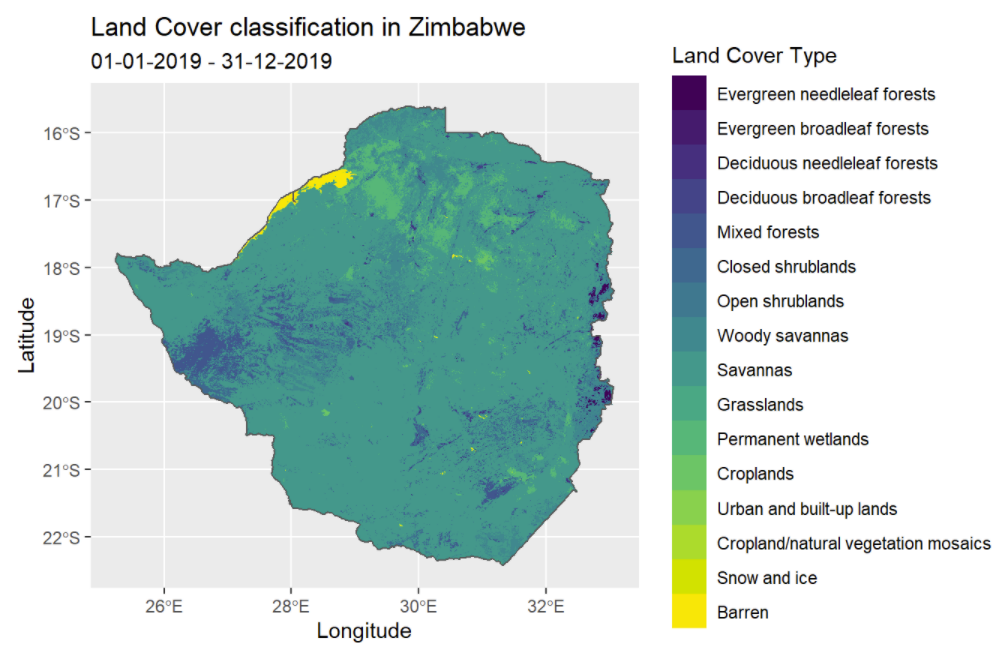 Land Cover classification in Zimbabwe
01-01-2019 - 31-12-2019
Latitude
16°S
17°S
18°S
19°S
20°S
21°S
22°S
26°E
28°E
30°E
32°E
Longitude
Land Cover Type
Evergreen needleleaf forests
Evergreen broadleaf forests
Deciduous needleleaf forests
Deciduous broadleaf forests
Mixed forests
Closed shrublands
Open shrublands
Woody savannas
Savannas
Grasslands
Permanent wetlands
Croplands
Urban and built-up lands
Cropland/natural vegetation mosaics
Snow and ice
Barren